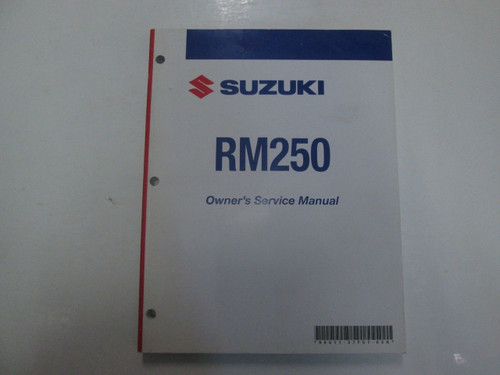 SUZUKI
RM250
Owner's Service Manual